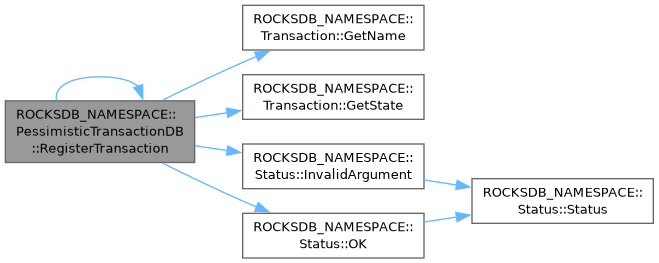 ROCKSDB_NAMESPACE::
PessimisticTransactionDB
::RegisterTransaction
ROCKSDB_NAMESPACE::
Transaction::GetName
ROCKSDB_NAMESPACE::
Transaction::GetState
ROCKSDB_NAMESPACE::
Status::InvalidArgument
ROCKSDB_NAMESPACE::
Status::OK
ROCKSDB_NAMESPACE::
Status::Status